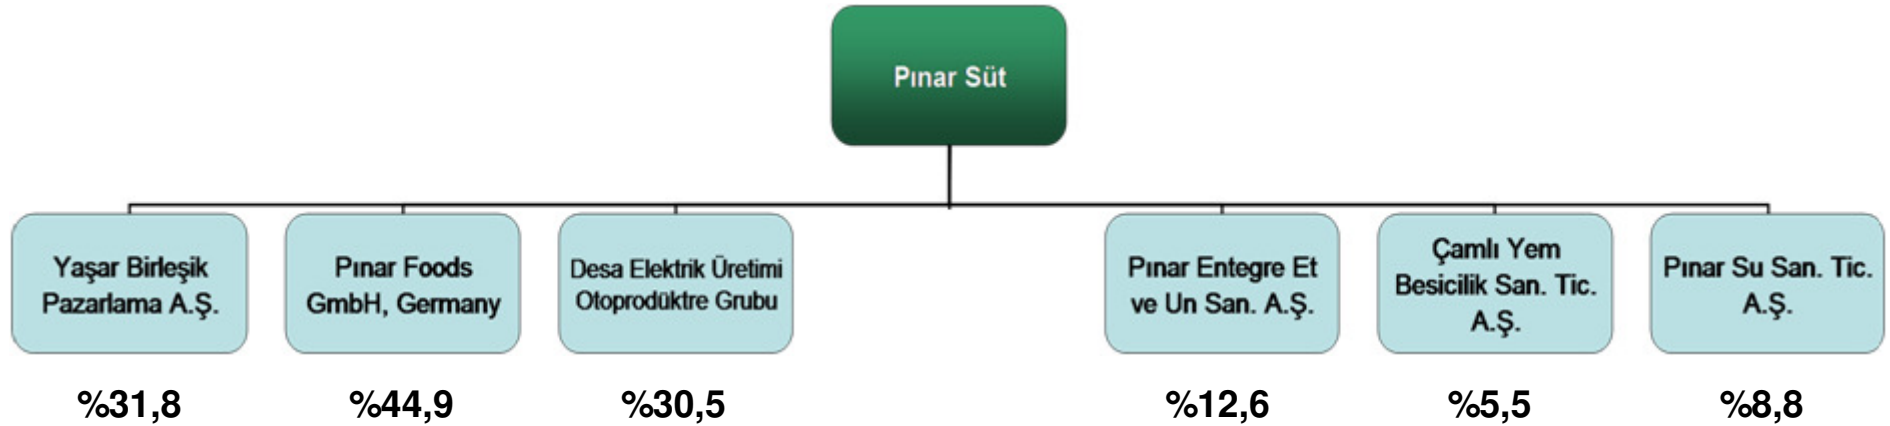 Pınar Süt
Yaşar Birleşik
Pazarlama A.Ş.
Pınar Foods
GmbH, Germany
Desa Elektrik Üretimi
Otoprodüktre Grubu
Pınar Entegre Et
ve Un San. A.Ş.
Çamlı Yem
Besicilik San. Tic.
A.Ş.
Pınar Su San. Tic.
A.Ş.
%31,8
%44,9
%30,5
%12,6
%5,5
%8,8